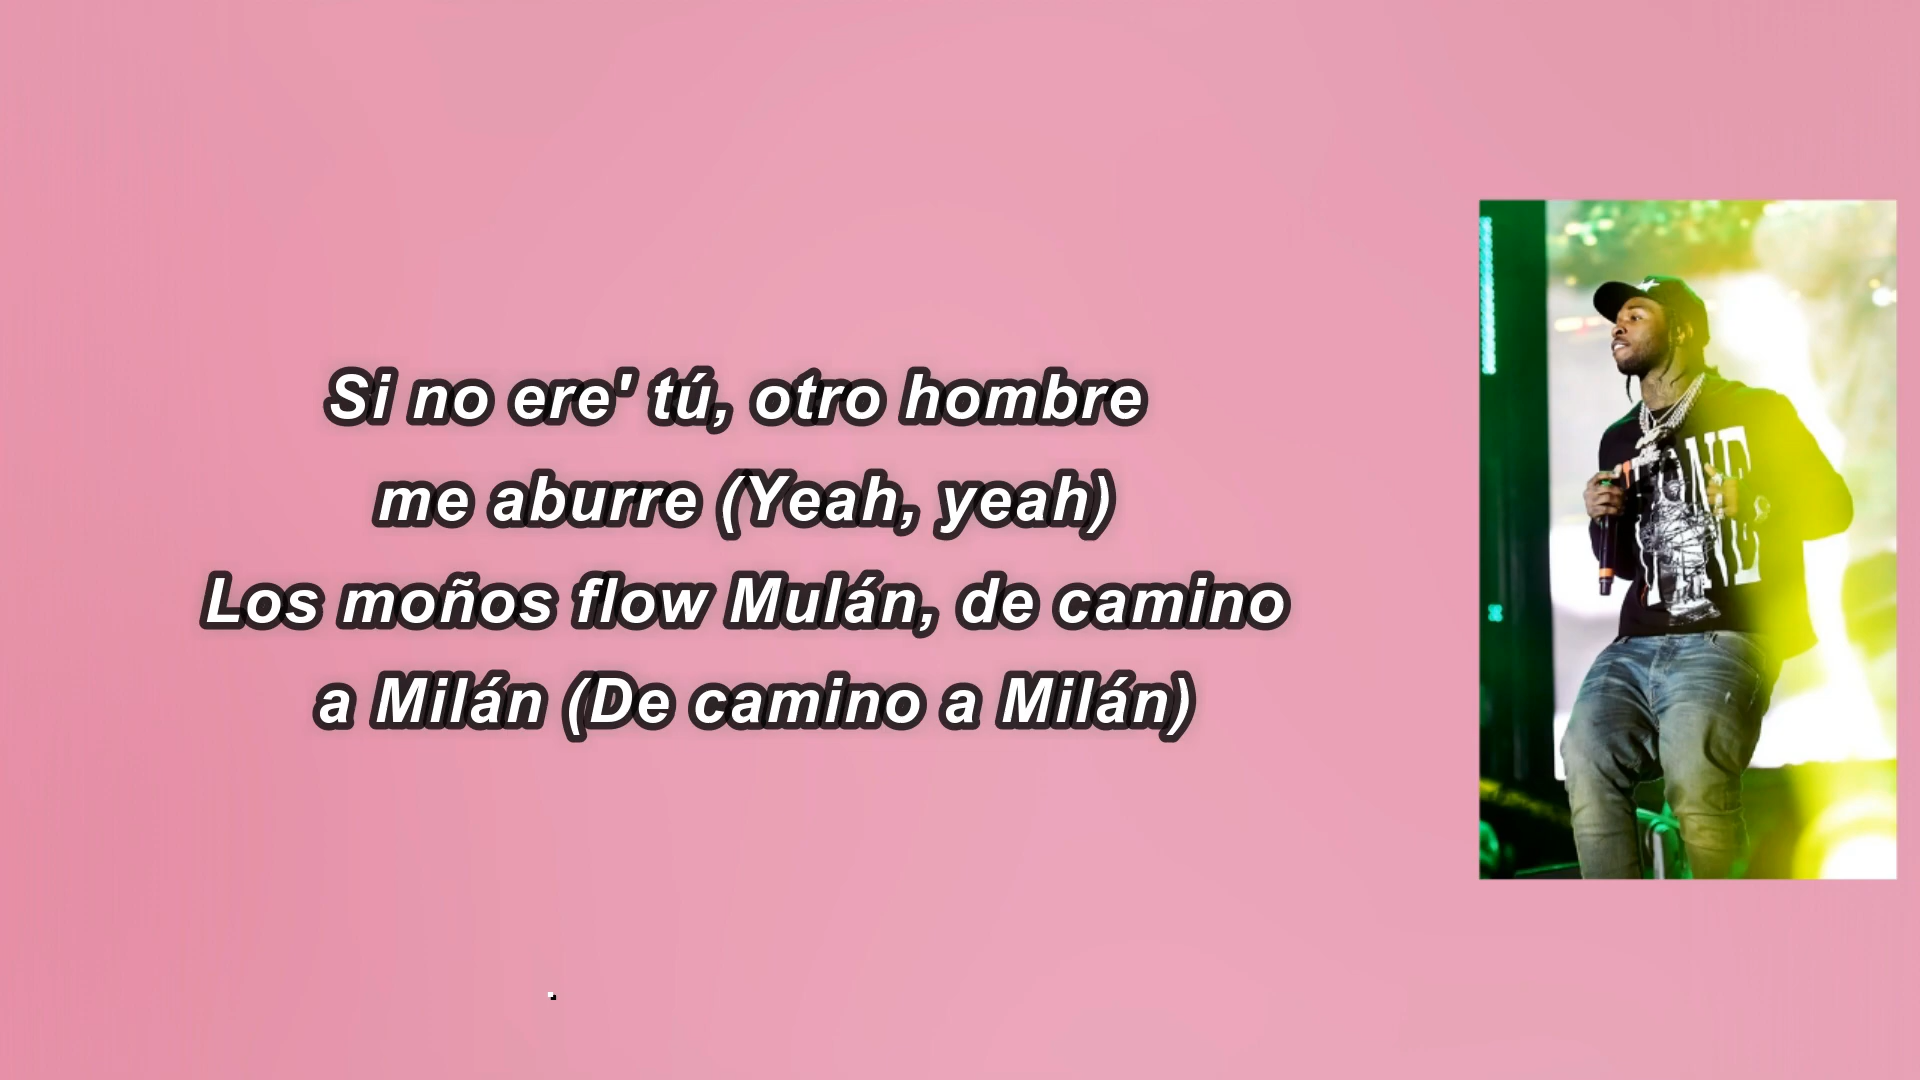 Si no ere' tú, otro hombre
me aburre (Yeah, yeah)
Los moños flow Mulán, de camino
a Milán (De camino a Milán)